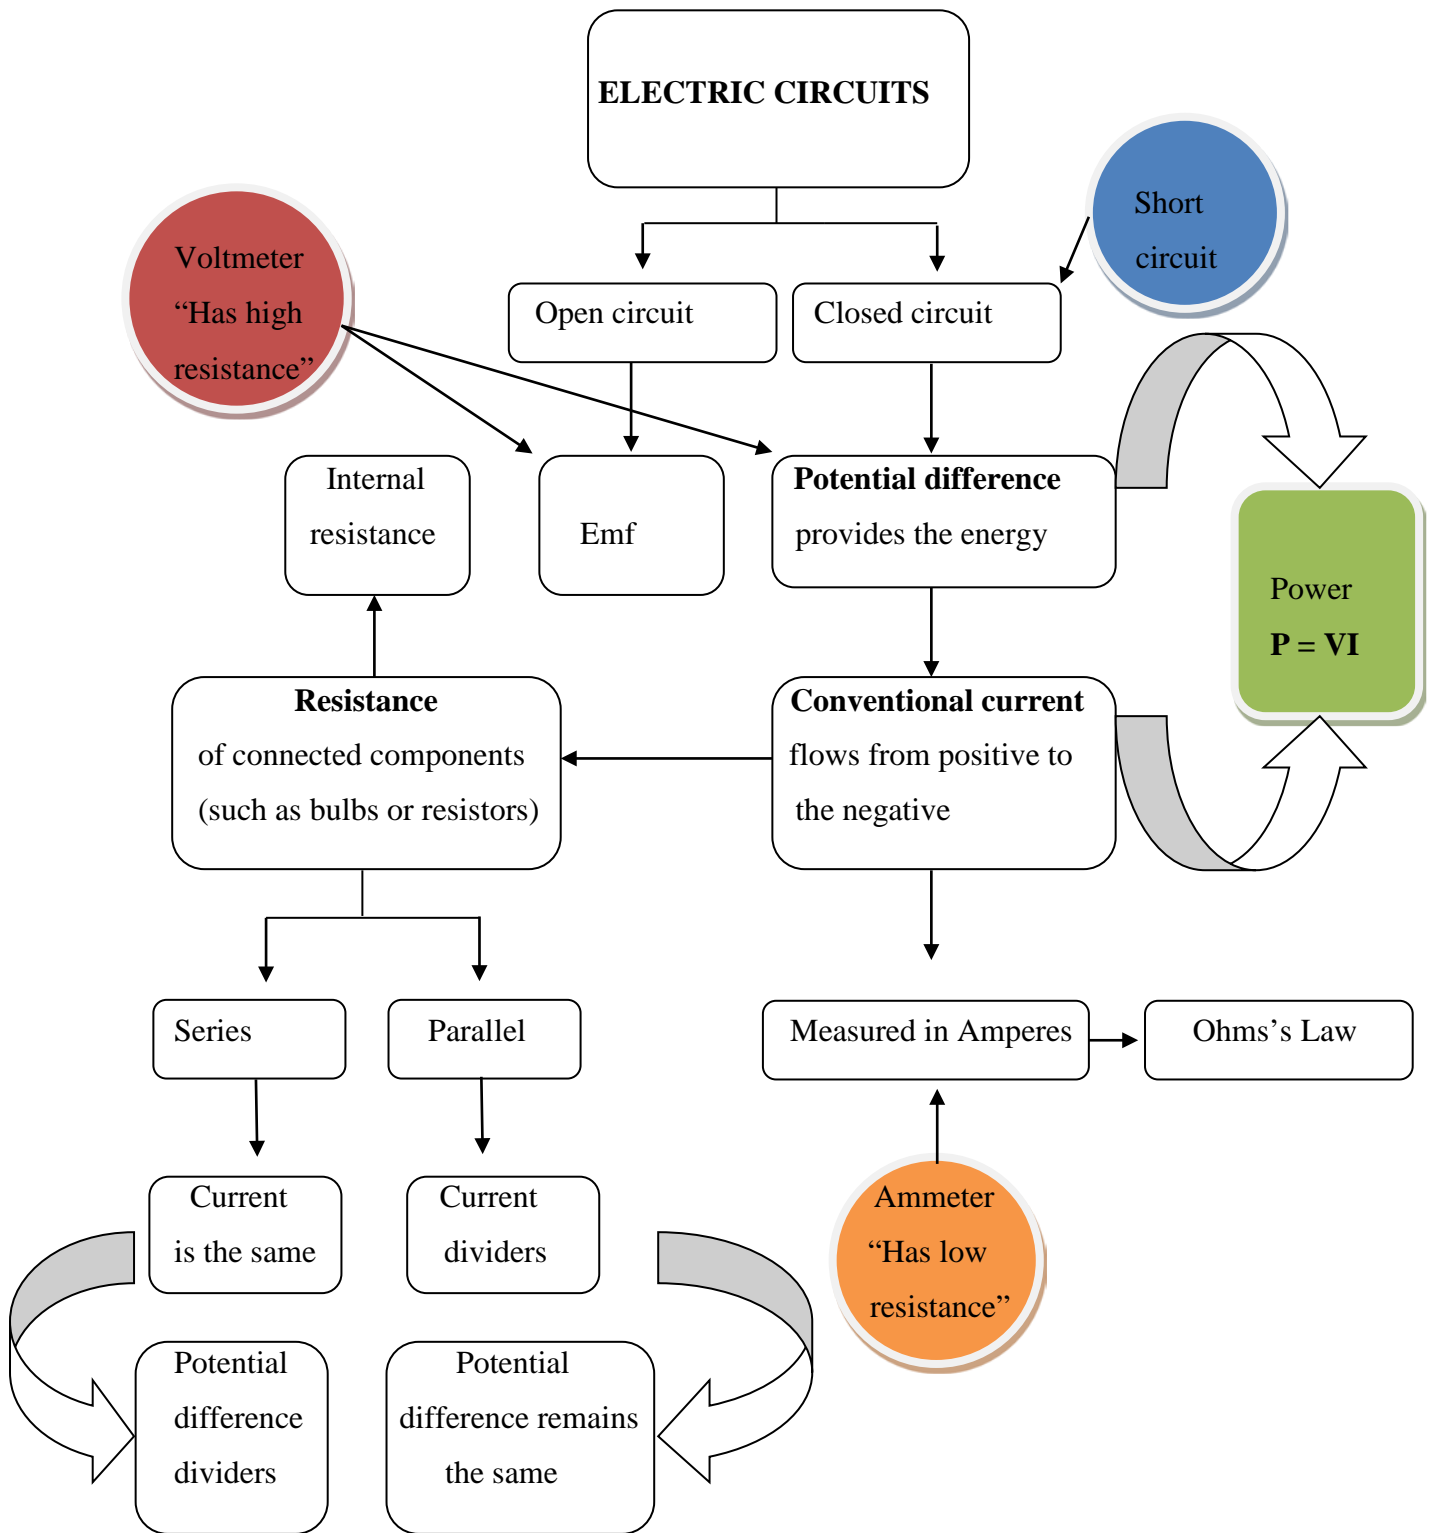 ELECTRIC CIRCUITS
Short
circuit
Voltmeter
“Has high
resistance”
Open circuit
Closed circuit
Internal
resistance
Emf
Potential difference
provides the energy
Power
P = VI
Resistance
of connected components
(such as bulbs or resistors)
Conventional current
flows from positive to
the negative
Series
Parallel
Measured in Amperes
Ohms’s Law
Current
is the same
Current
dividers
Ammeter
“Has low
resistance”
Potential
difference
dividers
Potential
difference remains
the same